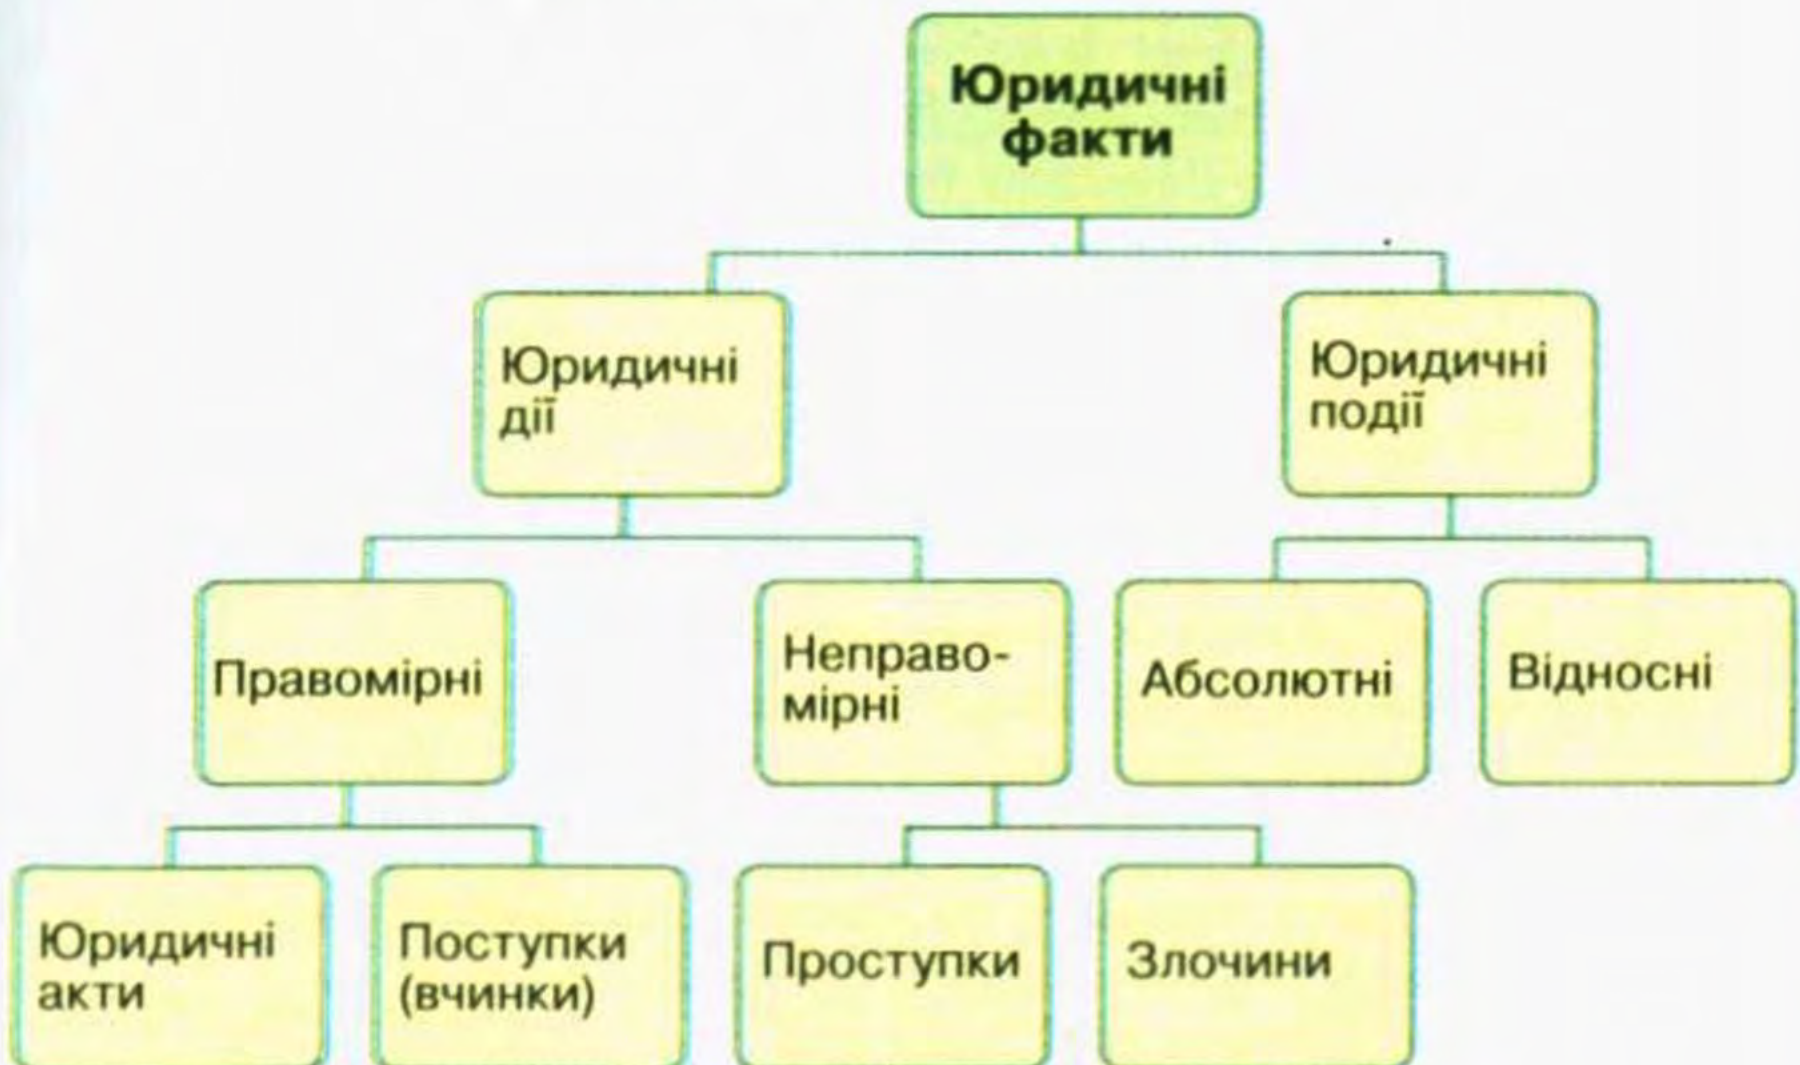 Юридичні
факти
Юридичні
дії
Юридичні
події
Правомірні
Неправо-
мірні
Абсолютні
Відносні
Юридичні
акти
Поступки
(вчинки)
Проступки
Злочини